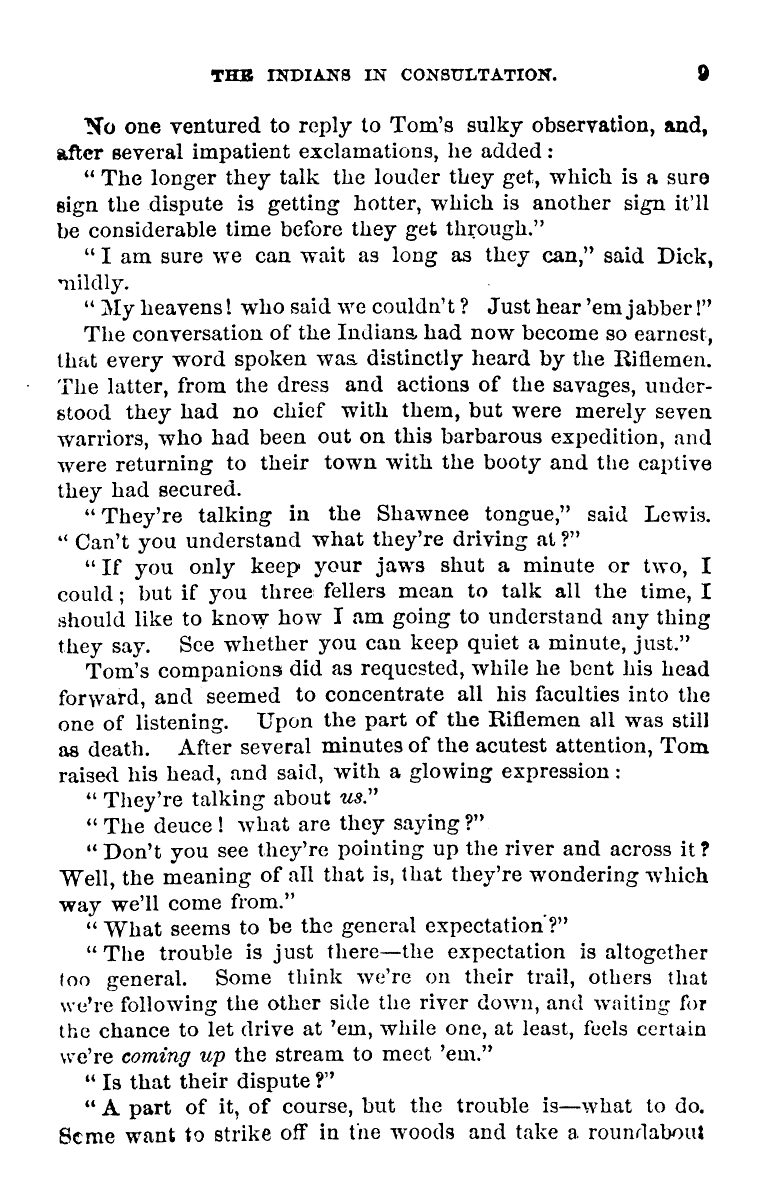 THE INDIANS IN CONSULTATION. 9
No one ventured to reply to Tom's sulky observation, and,
after several impatient exclamations, he added :
" The longer they talk the louder they get, which is a sure
sign the dispute is getting hotter, which is another sign it'll
be considerable time before they get through."
" I am sure we can wait as long as they can," said Dick,
mildly.
" My heavens! who said we couldn't ? Just hear 'em jabber !"
The conversation of the Indians had now become so earnest,
that every word spoken was distinctly heard by the Riflemen.
The latter, from the dress and actions of the savages, under-
stood they had no chief with them, but were merely seven
warriors, who had been out on this barbarous expedition, and
were returning to their town with the booty and the captive
they had secured.
" They're talking in the Shawnee tongue," said Lewis.
" Can't you understand what they're driving at ?"
" If you only keep your jaws shut a minute or two, I
could ; but if you three fellers mean to talk all the time, I
should like to know how I am going to understand any thing
they say. See whether you can keep quiet a minute, just."
Tom's companions did as requested, while he bent his head
forward, and seemed to concentrate all his faculties into the
one of listening. Upon the part of the Riflemen all was still
as death. After several minutes of the acutest attention, Tom
raised his head, and said, with a glowing expression :
" They're talking about us."
" The deuce ! what are they saying ?"
" Don't you see they're pointing up the river and across it ?
Well, the meaning of all that is, that they're wondering which
way we'll come from."
" What seems to be the general expectation ?"
" The trouble is just there—the expectation is altogether
too general. Some think we're on their trail, others that
we're following the other side the river down, and waiting for
the chance to let drive at 'em, while one, at least, feels certain
we're coming up the stream to meet 'em."
" Is that their dispute ?"
" A part of it, of course, but the trouble is—what to do.
Some want to strike off in the woods and take a roundabout